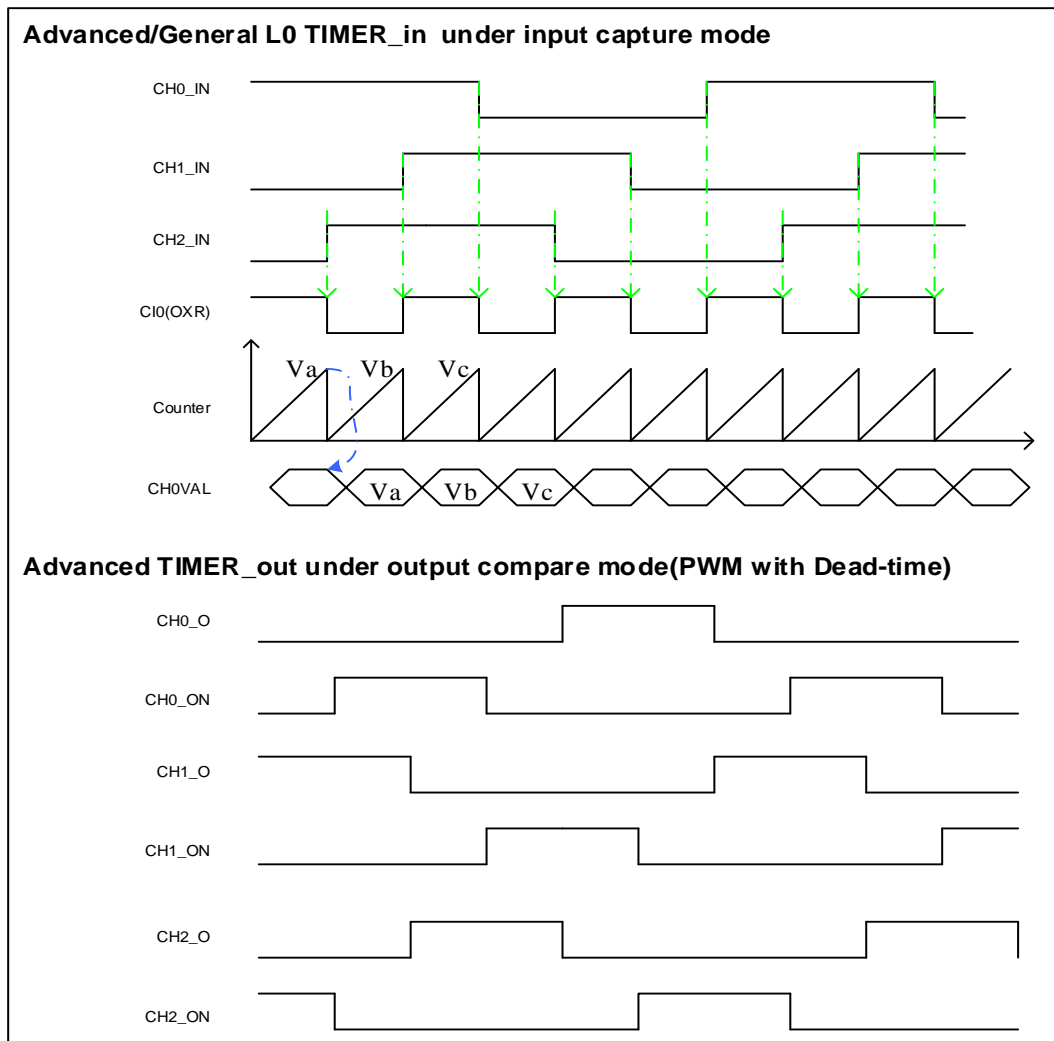 Advanced/General L0 TIMER_in under input capture mode
CH0_IN
CH1_IN
CH2_IN
CI0(OXR)
Va Vb Vc
Counter
CH0VAL
Va Vb Vc
Advanced TIMER_out under output compare mode(PWM with Dead-time)
CH0_O
CH0_ON
CH1_O
CH1_ON
CH2_O
CH2_ON